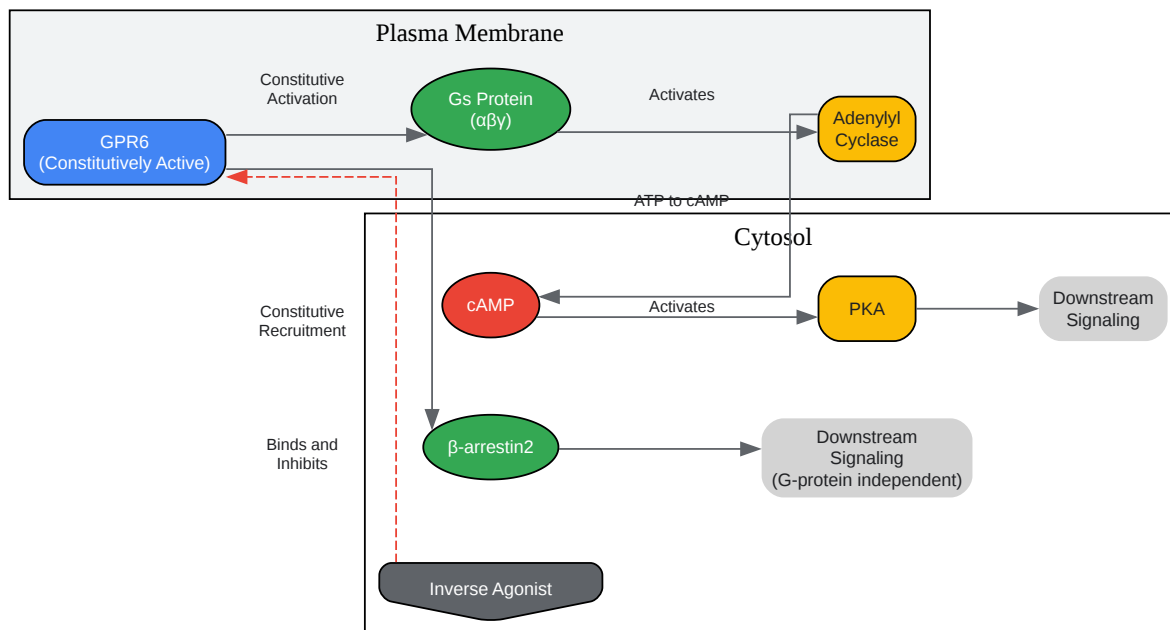 Plasma Membrane
Constitutive
Activation
Gs Protein
(αβγ)
Activates
Adenylyl
Cyclase
GPR6
(Constitutively Active)
ATP to cAMP
Cytosol
Constitutive
Recruitment
cAMP
Activates
PKA
Downstream
Signaling
Binds and
Inhibits
β-arrestin2
Downstream
Signaling
(G-protein independent)
Inverse Agonist